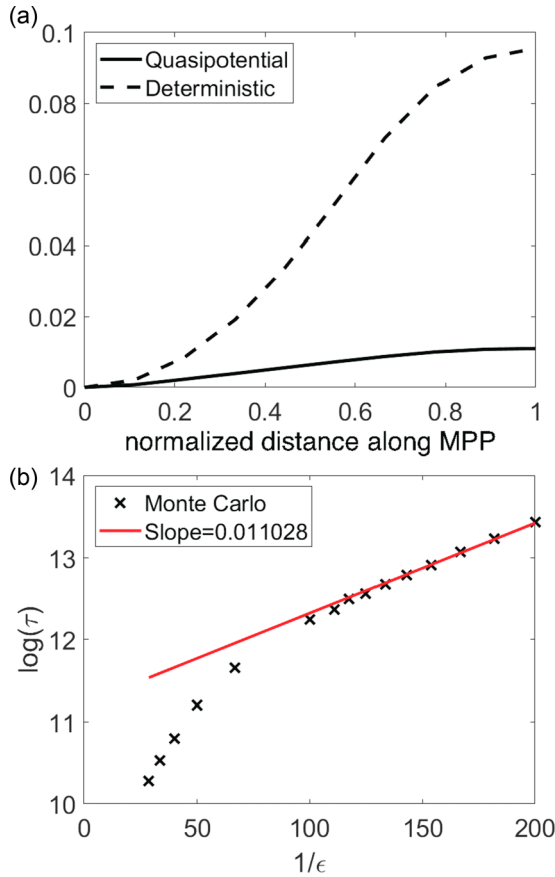 (a)
0.1
0.08
0.06
0.04
0.02
0
Quasipotential
Deterministic
0 0.2 0.4 0.6 0.8 1
normalized distance along MPP
(b)
14
13
12
11
10
log(τ)
Monte Carlo
Slope=0.011028
0 50 100 150 200
1/ϵ